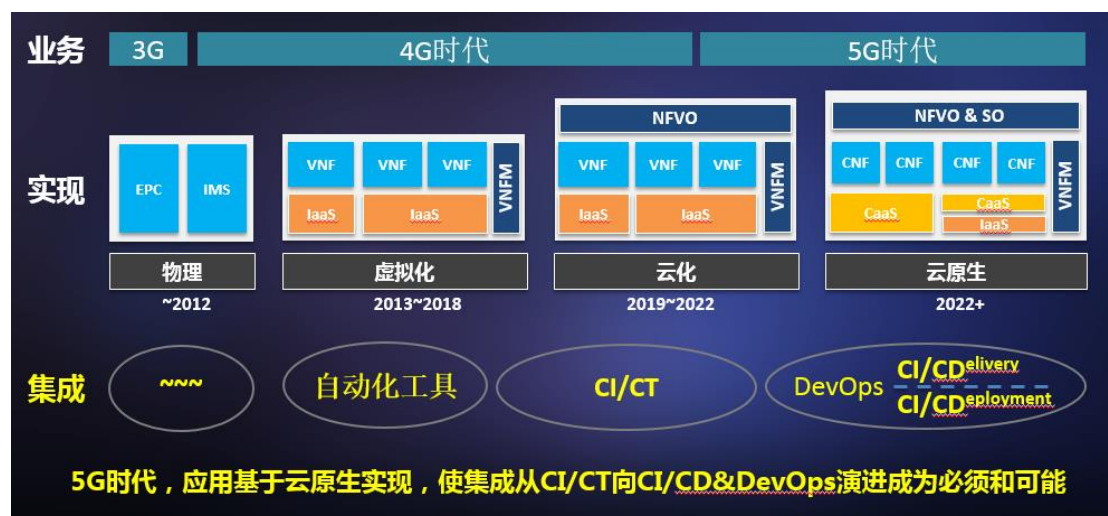 业务 3G 4G时代 5G时代
NFVO NFVO & SO
实现 EPC IMS VNF VNF VNF VNFM VNF VNF VNF VNFM CNF CNF CNF CNF VNFM
IaaS IaaS IaaS IaaS CaaS CaaS
IaaS
物理 虚拟化 云化 云原生
~2012 2013~2018 2019~2022 2022+
集成 ~~~ 自动化工具 CI/CT DevOps CI/CDelivery
CI/CDeployment
5G时代，应用基于云原生实现，使集成从CI/CT向CI/CD&DevOps演进成为必须和可能